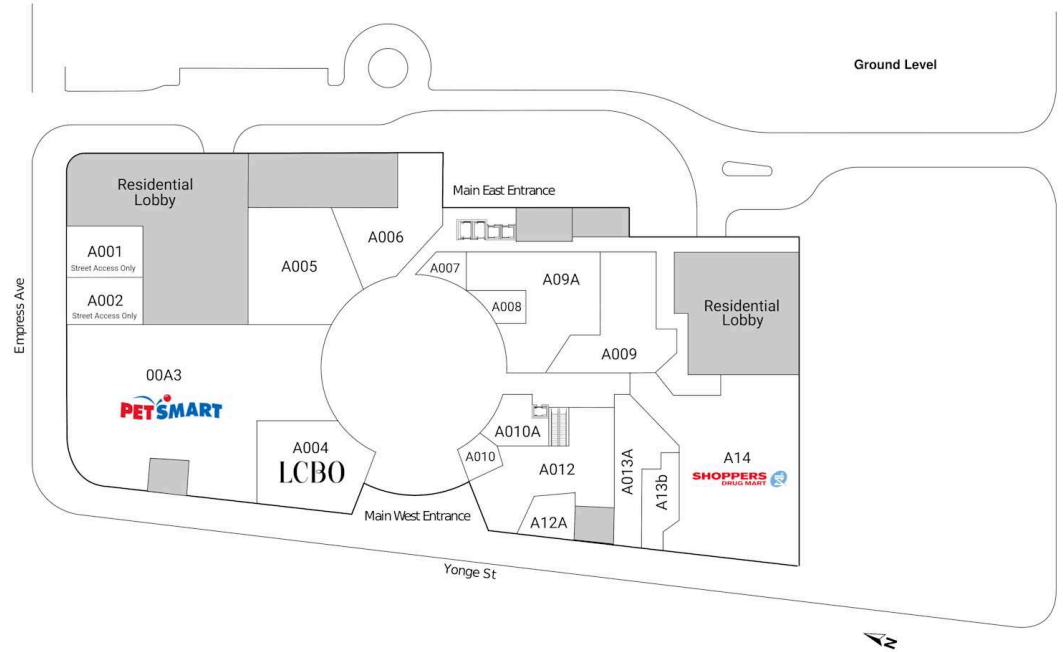 Ground Level
Residential
Lobby
Main East Entrance
A001
Street Access Only
A006
A005
A007
A09A
A002
Street Access Only
A008
Residential
Lobby
Empress Ave
A009
00A3
PETSMART
A010A
A004
LCBO
A010
A012
A013A
A14
SHOPPERS
DRUG MART
A13b
Main West Entrance
A12A
Yonge St
N